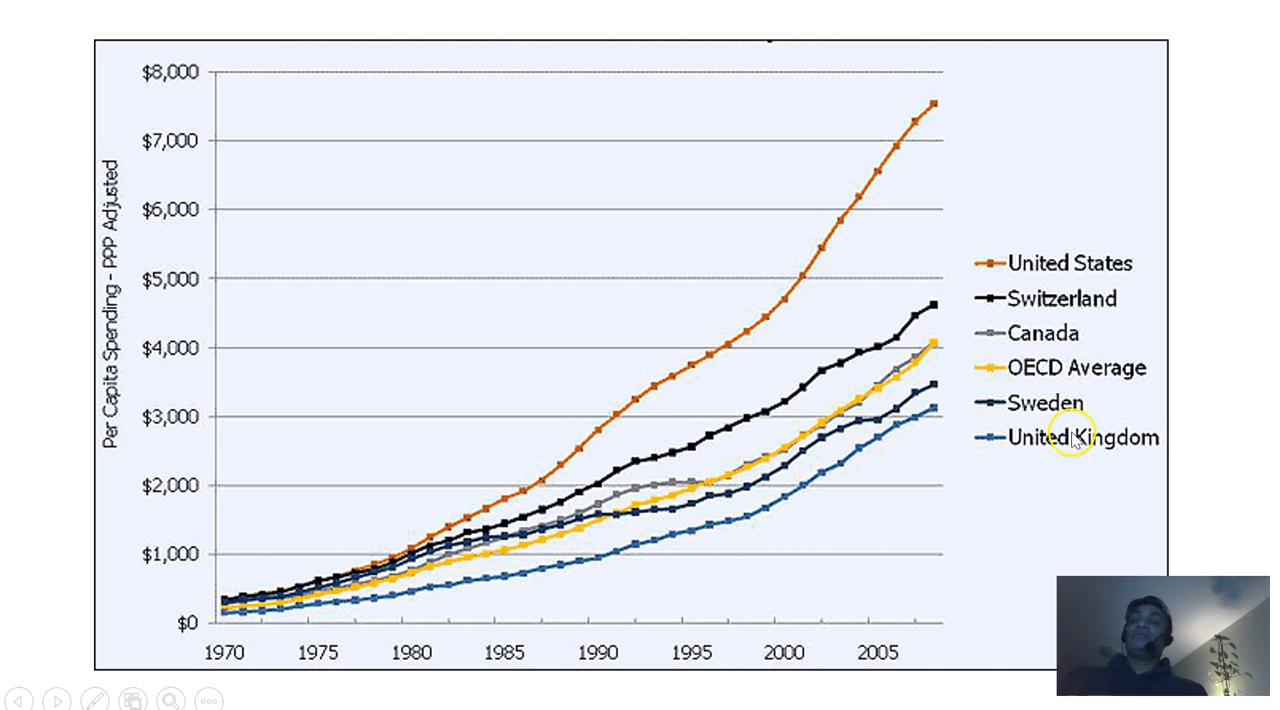 $8,000
$7,000
$6,000
$5,000
$4,000
$3,000
$2,000
$1,000
$0
Per Capita Spending - PPP Adjusted
1970 1975 1980 1985 1990 1995 2000 2005
United States
Switzerland
Canada
OECD Average
Sweden
United Kingdom